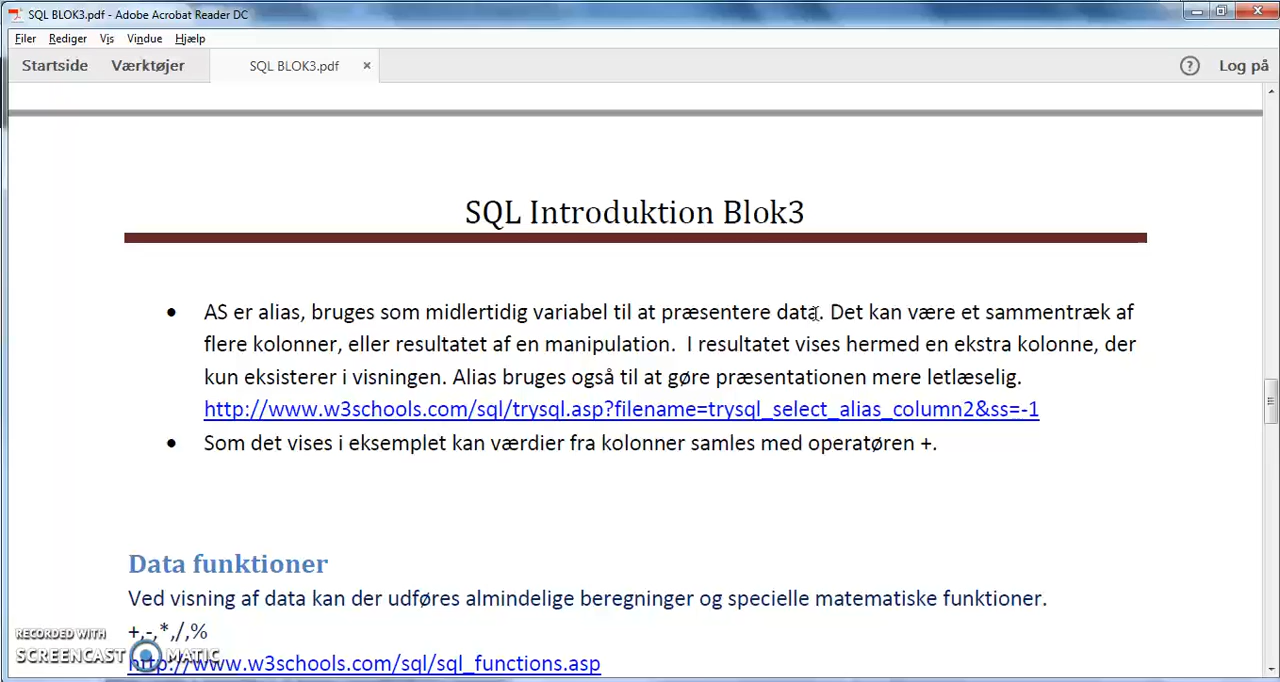 SQL BLOK3.pdf - Adobe Acrobat Reader DC
Filer Rediger Vis Vindue Hjælp
Startside Værktøjer SQL BLOK3.pdf × ? Log på
SQL Introduktion Blok3
• AS er alias, bruges som midlertidig variabel til at præsentere data. Det kan være et sammentræk af
flere kolonner, eller resultatet af en manipulation. I resultatet vises hermed en ekstra kolonne, der
kun eksisterer i visningen. Alias bruges også til at gøre præsentationen mere letlæselig.
http://www.w3schools.com/sql/trysql.asp?filename=trysql_select_alias_column2&ss=-1
• Som det vises i eksemplet kan værdier fra kolonner samles med operatøren +.
Data funktioner
Ved visning af data kan der udføres almindelige beregninger og specielle matematiske funktioner.
+,-,*,/,%
http://www.w3schools.com/sql/sql_functions.asp
RECORDED WITH
SCREENCAST MATIC